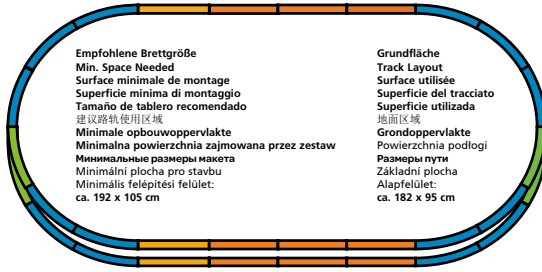 Empfohlene Brettgröße
Min. Space Needed
Surface minimale de montage
Superficie minima di montaggio
Tamaño de tablero recomendado
建议路轨使用区域
Minimale opbouwoppervlakte
Minimalna powierzchnia zajmowana przez zestaw
Минимальные размеры макета
Minimální plocha pro stavbu
Minimális felépítési felület:
ca. 192 x 105 cm
Grundfläche
Track Layout
Surface utilisée
Superficie del tracciato
Superficie utilizada
地面区域
Grondoppervlakte
Powierzchnia podłogi
Размеры пути
Základní plocha
Alapfelület:
ca. 182 x 95 cm